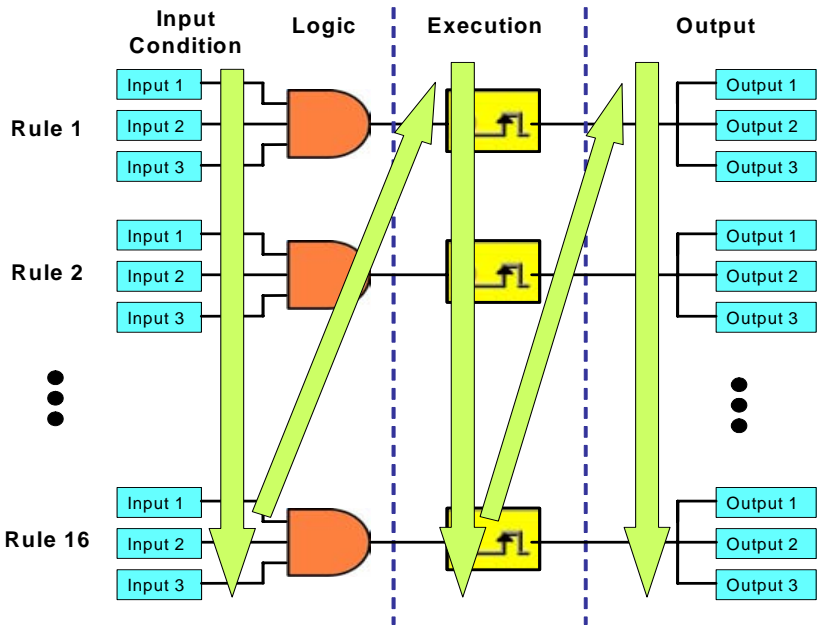 Input Condition
Logic
Execution
Output
Rule 1
Input 1
Input 2
Input 3
Output 1
Output 2
Output 3
Rule 2
Input 1
Input 2
Input 3
Output 1
Output 2
Output 3
Rule 16
Input 1
Input 2
Input 3
Output 1
Output 2
Output 3